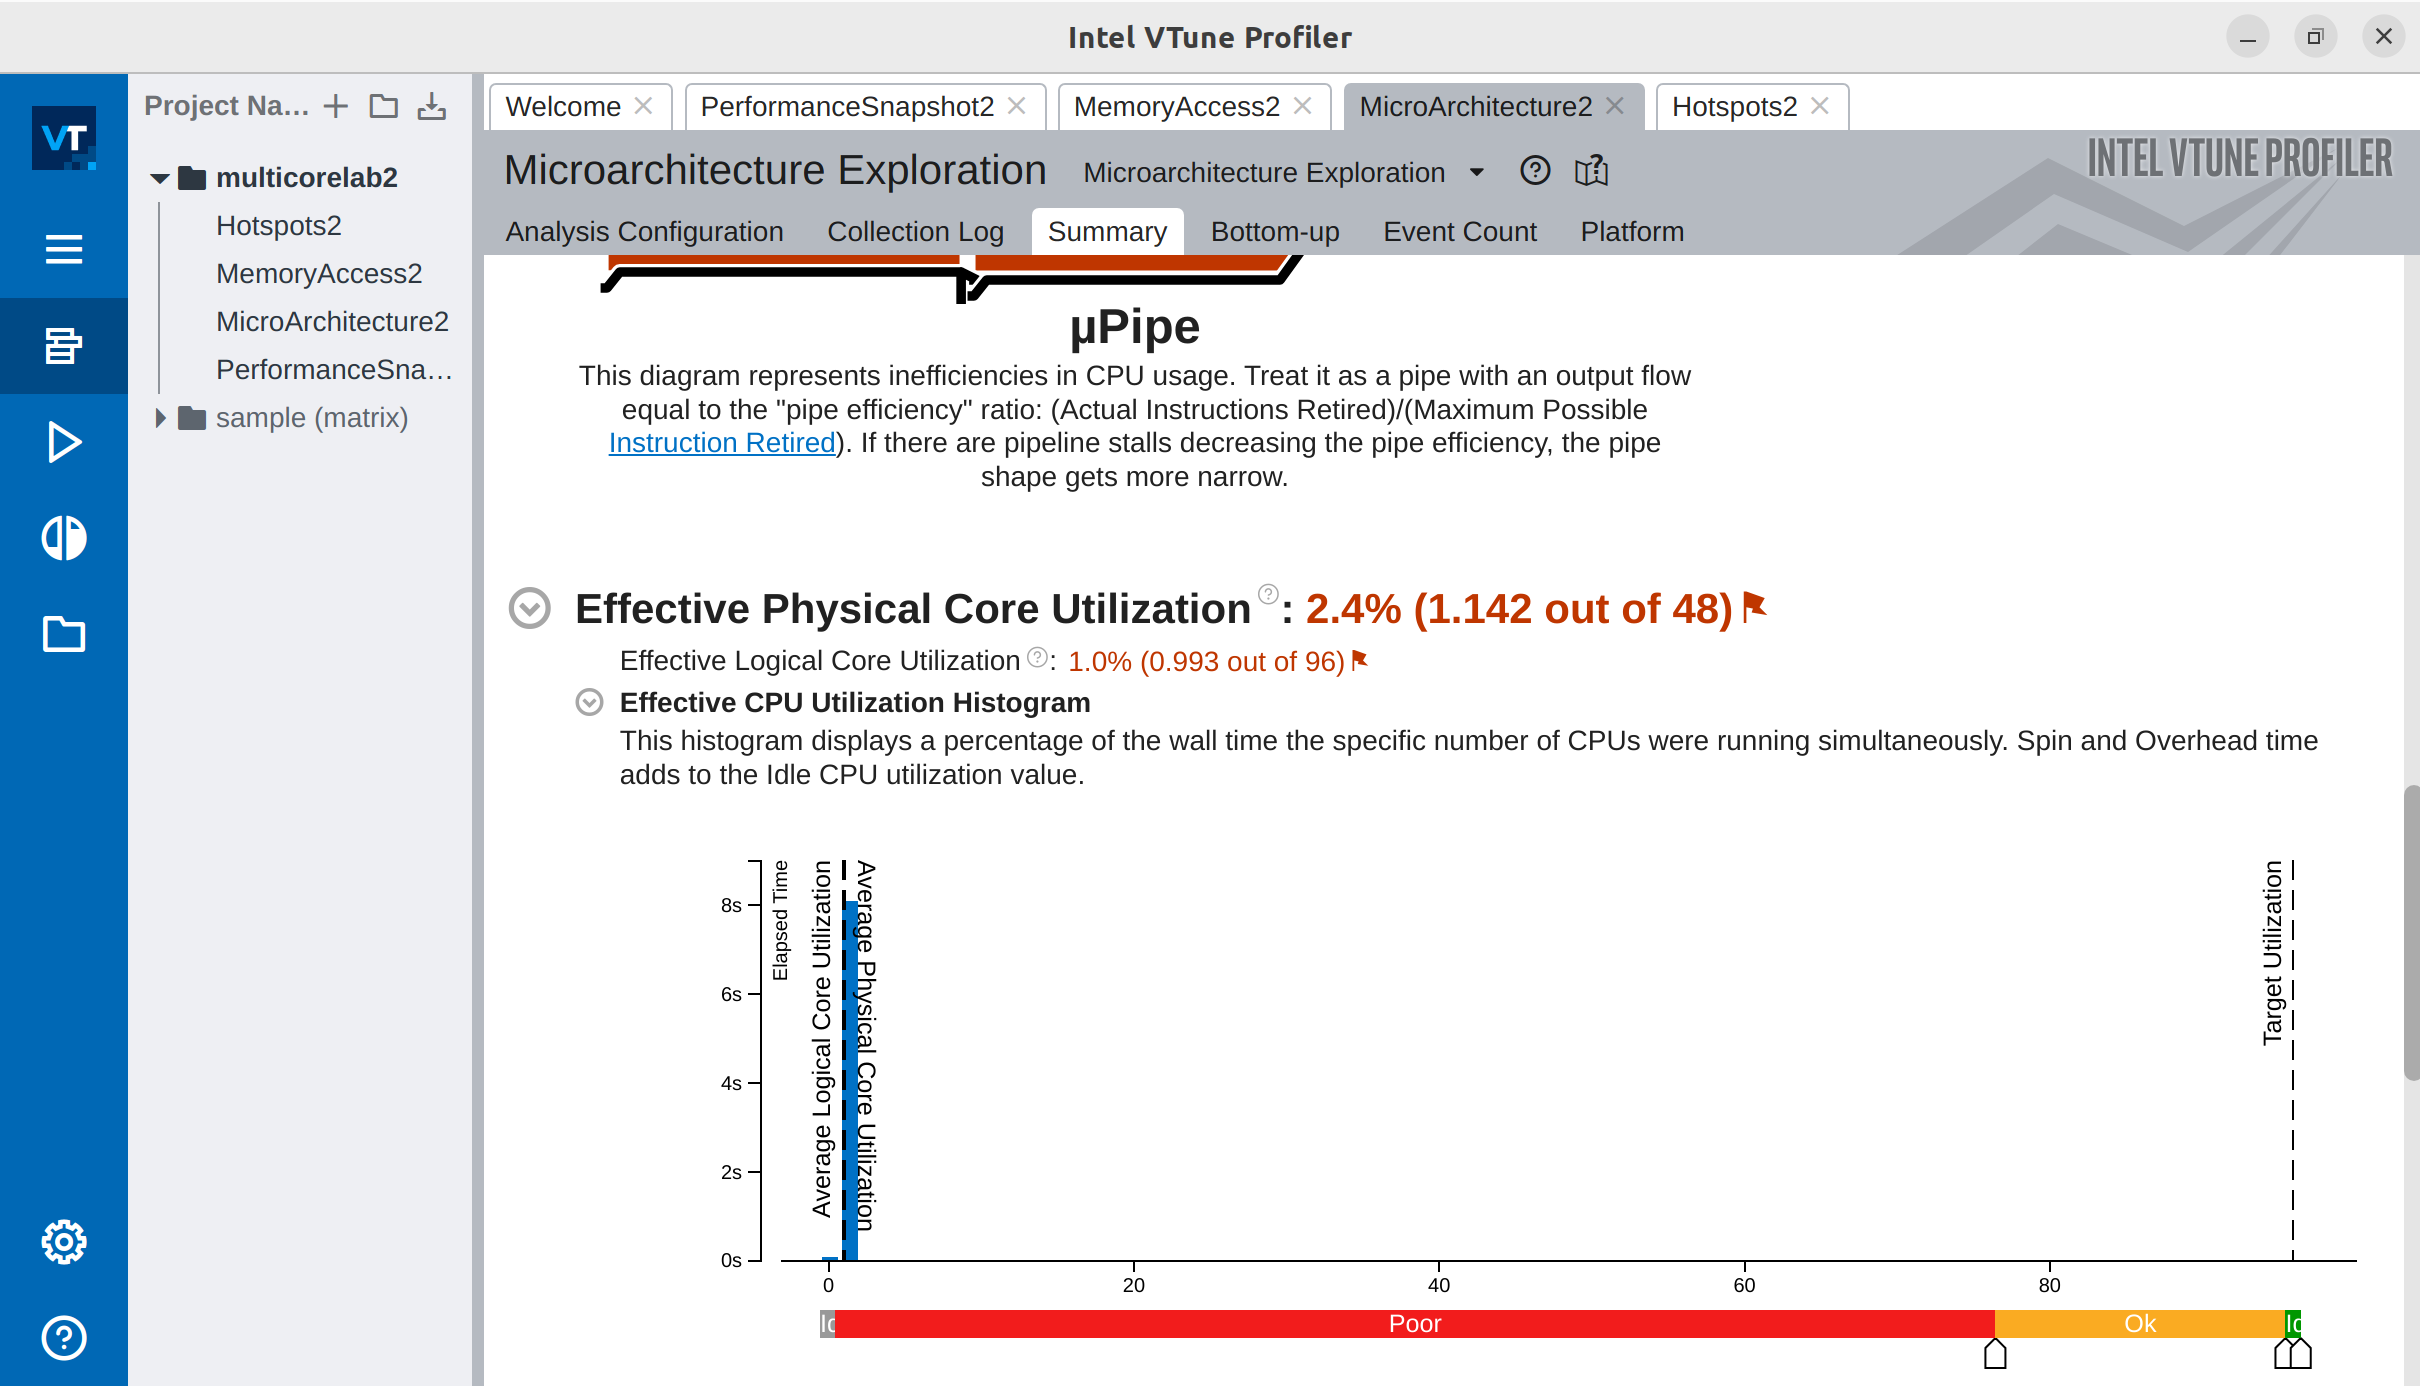 Intel VTune Profiler
VT
Project Na...
multicorelab2
Hotspots2
MemoryAccess2
MicroArchitecture2
PerformanceSna...
sample (matrix)
Welcome
PerformanceSnapshot2
MemoryAccess2
MicroArchitecture2
Hotspots2
Microarchitecture Exploration
Microarchitecture Exploration
INTEL VTUNE PROFILER
Analysis Configuration
Collection Log
Summary
Bottom-up
Event Count
Platform
µPipe
This diagram represents inefficiencies in CPU usage. Treat it as a pipe with an output flow
equal to the "pipe efficiency" ratio: (Actual Instructions Retired)/(Maximum Possible
Instruction Retired). If there are pipeline stalls decreasing the pipe efficiency, the pipe
shape gets more narrow.
Effective Physical Core Utilization : 2.4% (1.142 out of 48)
Effective Logical Core Utilization : 1.0% (0.993 out of 96)
Effective CPU Utilization Histogram
This histogram displays a percentage of the wall time the specific number of CPUs were running simultaneously. Spin and Overhead time
adds to the Idle CPU utilization value.
8s
6s
4s
2s
0s
Elapsed Time
Average Logical Core Utilization
Average Physical Core Utilization
Target Utilization
0
20
40
60
80
Poor
Ok